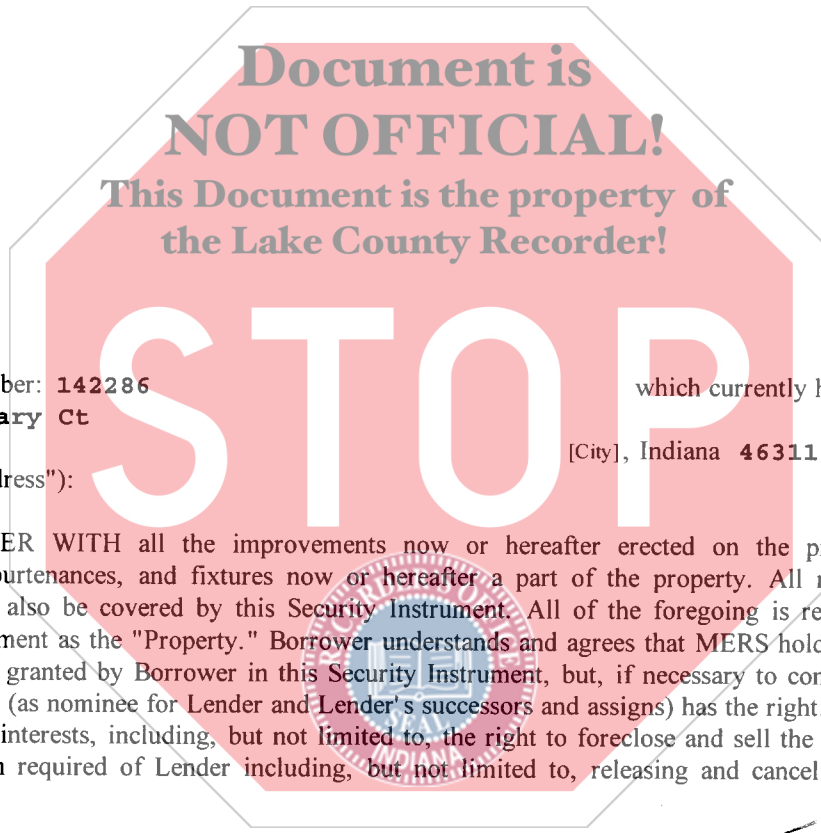 Document is
NOT OFFICIAL!
This Document is the property of
the Lake County Recorder!
STOP
ber: 142286 which currently h
ary Ct
[City], Indiana 46311
dress"):
ER WITH all the improvements now or hereafter erected on the p
purtenances, and fixtures now or hereafter a part of the property. All r
also be covered by this Security Instrument. All of the foregoing is re
ment as the "Property." Borrower understands and agrees that MERS hold
granted by Borrower in this Security Instrument, but, if necessary to con
(as nominee for Lender and Lender's successors and assigns) has the right
interests, including, but not limited to, the right to foreclose and sell the
n required of Lender including, but not limited to, releasing and cancel
RECORDER'S OFFICE
SEAL
INDIANA